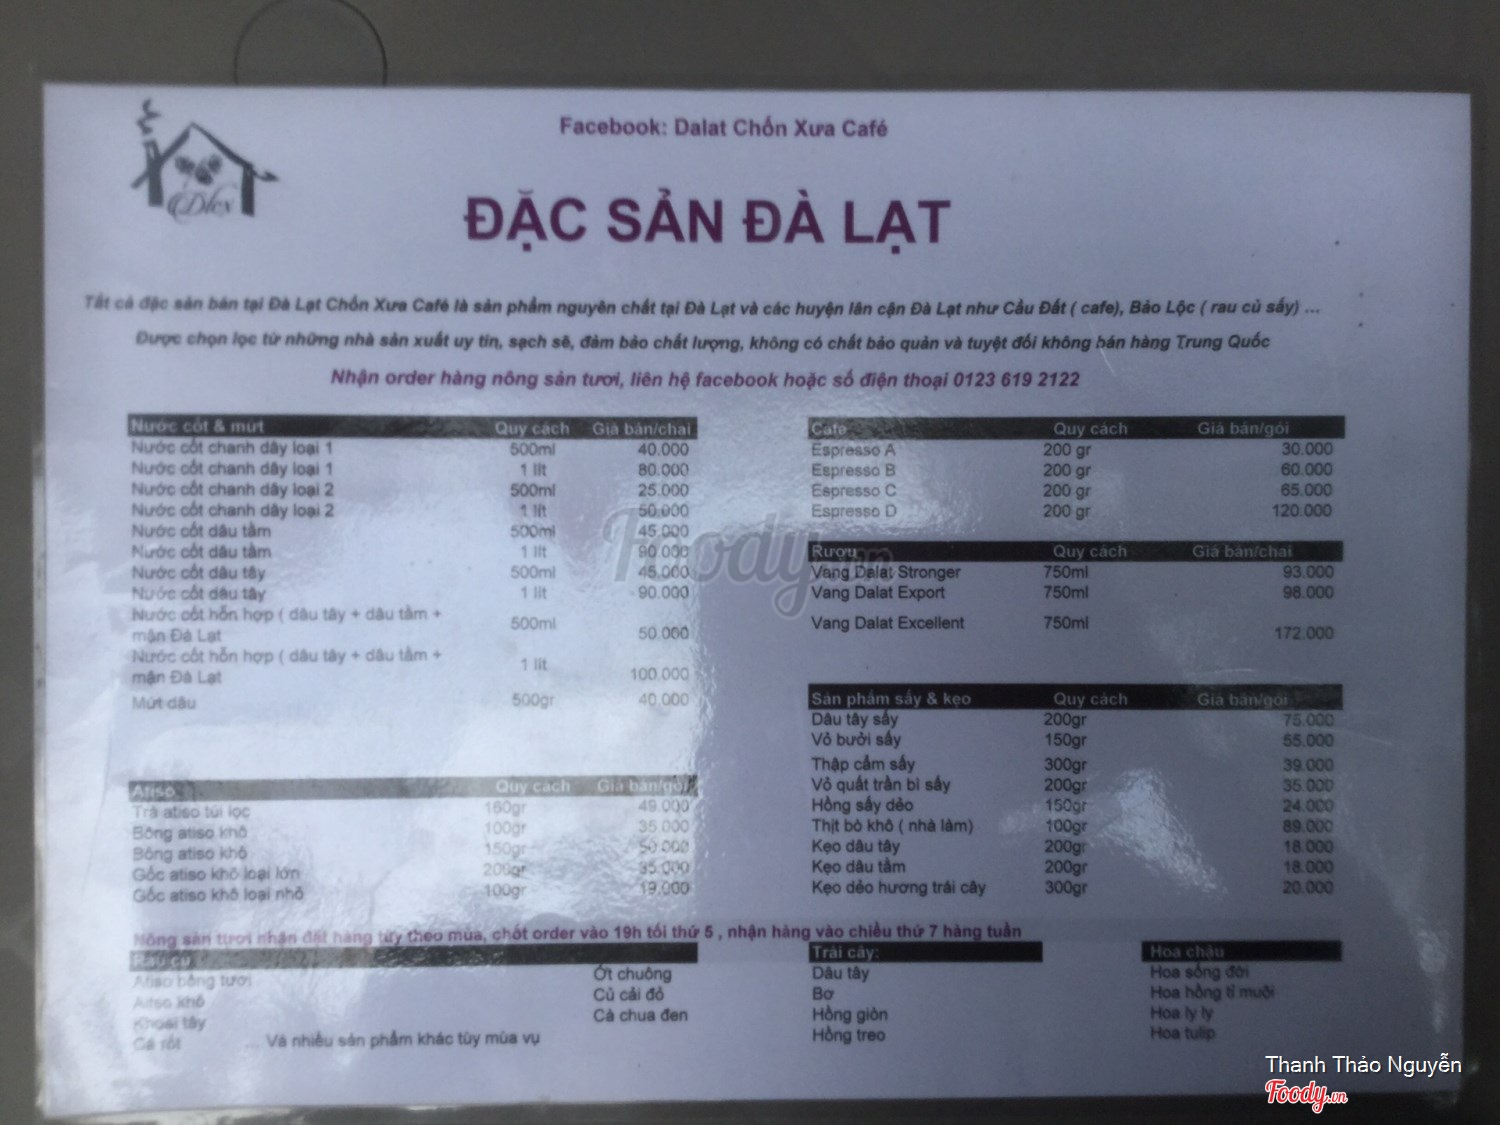 Facebook: Dalat Chốn Xưa Café
Dlcx
ĐẶC SẢN ĐÀ LẠT
Tất cả đặc sản bán tại Đà Lạt Chốn Xưa Café là sản phẩm nguyên chất tại Đà Lạt và các huyện lân cận Đà Lạt như Cầu Đất ( cafe), Bảo Lộc ( rau củ sấy) ...
Được chọn lọc từ những nhà sản xuất uy tín, sạch sẽ, đảm bảo chất lượng, không có chất bảo quản và tuyệt đối không bán hàng Trung Quốc
Nhận order hàng nông sản tươi, liên hệ facebook hoặc số điện thoại 0123 619 2122
Nước cốt & mứt Quy cách Giá bán/chai
Nước cốt chanh dây loại 1 500ml 40.000
Nước cốt chanh dây loại 1 1 lít 80.000
Nước cốt chanh dây loại 2 500ml 25.000
Nước cốt chanh dây loại 2 1 lít 50.000
Nước cốt dâu tằm 500ml 45.000
Nước cốt dâu tằm 1 lít 90.000
Nước cốt dâu tây 500ml 45.000
Nước cốt dâu tây 1 lít 90.000
Nước cốt hỗn hợp ( dâu tây + dâu tằm +
mận Đà Lạt 500ml 50.000
Nước cốt hỗn hợp ( dâu tây + dâu tằm +
mận Đà Lạt 1 lít 100.000
Mứt dâu 500gr 40.000
Atiso Quy cách Giá bán/gói
Trà atiso túi lọc 160gr 49.000
Bông atiso khô 100gr 35.000
Bông atiso khô 150gr 50.000
Gốc atiso khô loại lớn 200gr 35.000
Gốc atiso khô loại nhỏ 100gr 19.000
Cafe Quy cách Giá bán/gói
Espresso A 200 gr 30.000
Espresso B 200 gr 60.000
Espresso C 200 gr 65.000
Espresso D 200 gr 120.000
Rượu Quy cách Giá bán/chai
Vang Dalat Stronger 750ml 93.000
Vang Dalat Export 750ml 98.000
Vang Dalat Excellent 750ml 172.000
Sản phẩm sấy & kẹo Quy cách Giá bán/gói
Dâu tây sấy 200gr 75.000
Vỏ bưởi sấy 150gr 55.000
Thập cẩm sấy 300gr 39.000
Vỏ quất trần bì sấy 200gr 35.000
Hồng sấy dẻo 150gr 24.000
Thịt bò khô ( nhà làm) 100gr 89.000
Kẹo dâu tây 200gr 18.000
Kẹo dâu tằm 200gr 18.000
Kẹo dẻo hương trái cây 300gr 20.000
Nông sản tươi nhận đặt hàng tùy theo mùa, chốt order vào 19h tối thứ 5 , nhận hàng vào chiều thứ 7 hàng tuần
Rau củ
Atiso bông tươi
Atiso khô
Khoai tây
Cà rốt
Ớt chuông
Củ cải đỏ
Cà chua đen
... Và nhiều sản phẩm khác tùy mùa vụ
Trái cây:
Dâu tây
Bơ
Hồng giòn
Hồng treo
Hoa chậu
Hoa sống đời
Hoa hồng tỉ muội
Hoa ly ly
Hoa tulip
Foody.vn
Thanh Thảo Nguyễn
Foody.vn